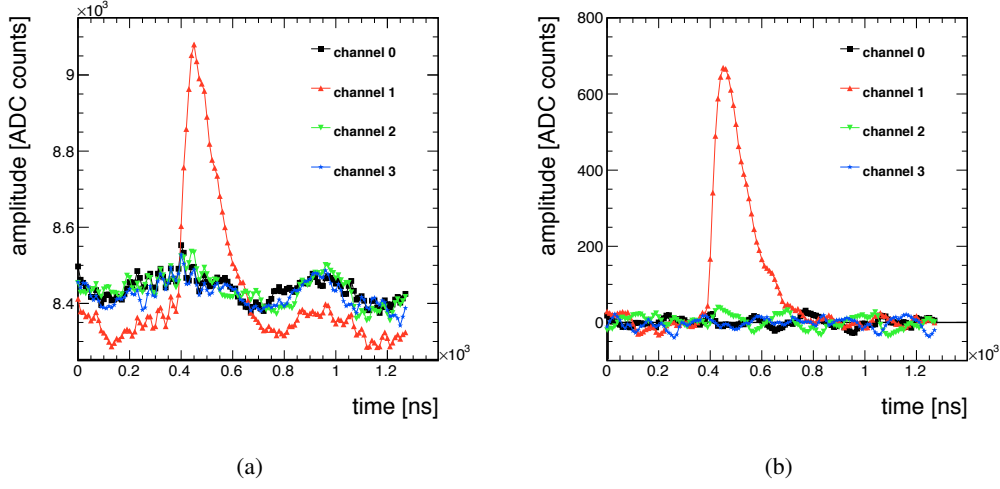 ×10³
amplitude [ADC counts]
9
8.8
8.6
8.4
channel 0
channel 1
channel 2
channel 3
0 0.2 0.4 0.6 0.8 1 1.2
×10³
time [ns]
(a)
amplitude [ADC counts]
800
600
400
200
0
channel 0
channel 1
channel 2
channel 3
0 0.2 0.4 0.6 0.8 1 1.2
×10³
time [ns]
(b)